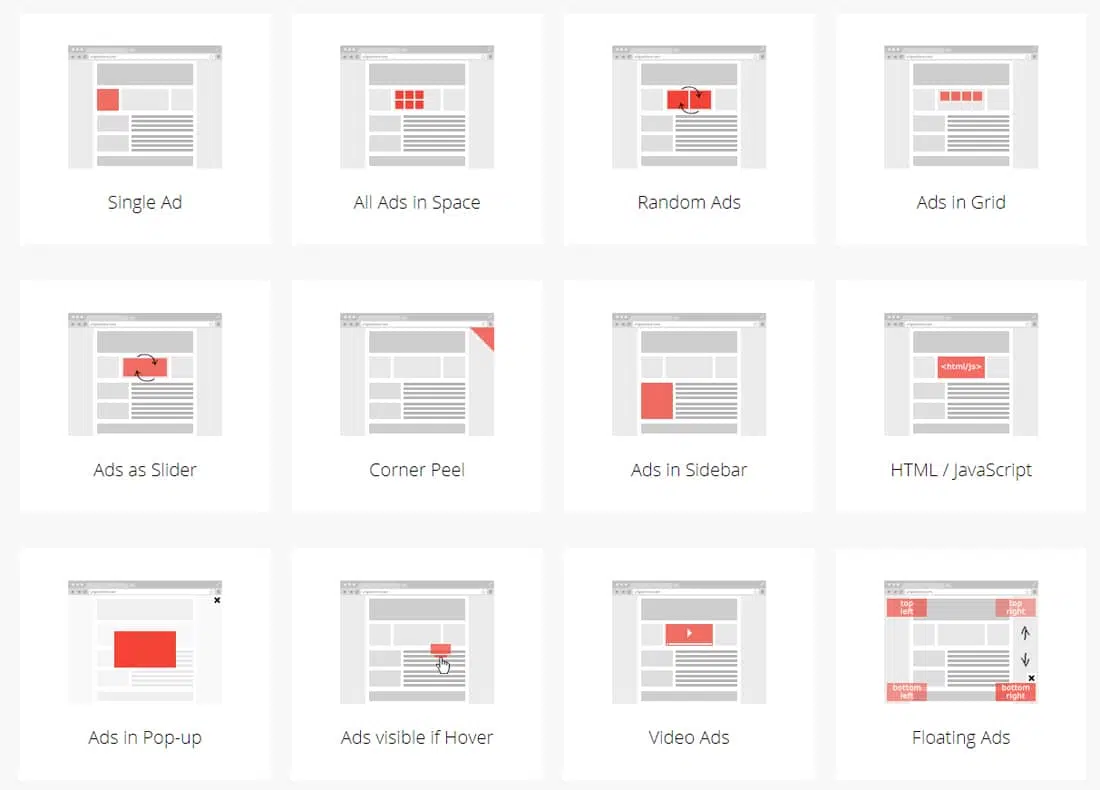 Single Ad
All Ads in Space
Random Ads
Ads in Grid
Ads as Slider
Corner Peel
Ads in Sidebar
<html/js>
HTML / JavaScript
Ads in Pop-up
Ads visible if Hover
Video Ads
top
left
top
right
bottom
left
bottom
right
Floating Ads